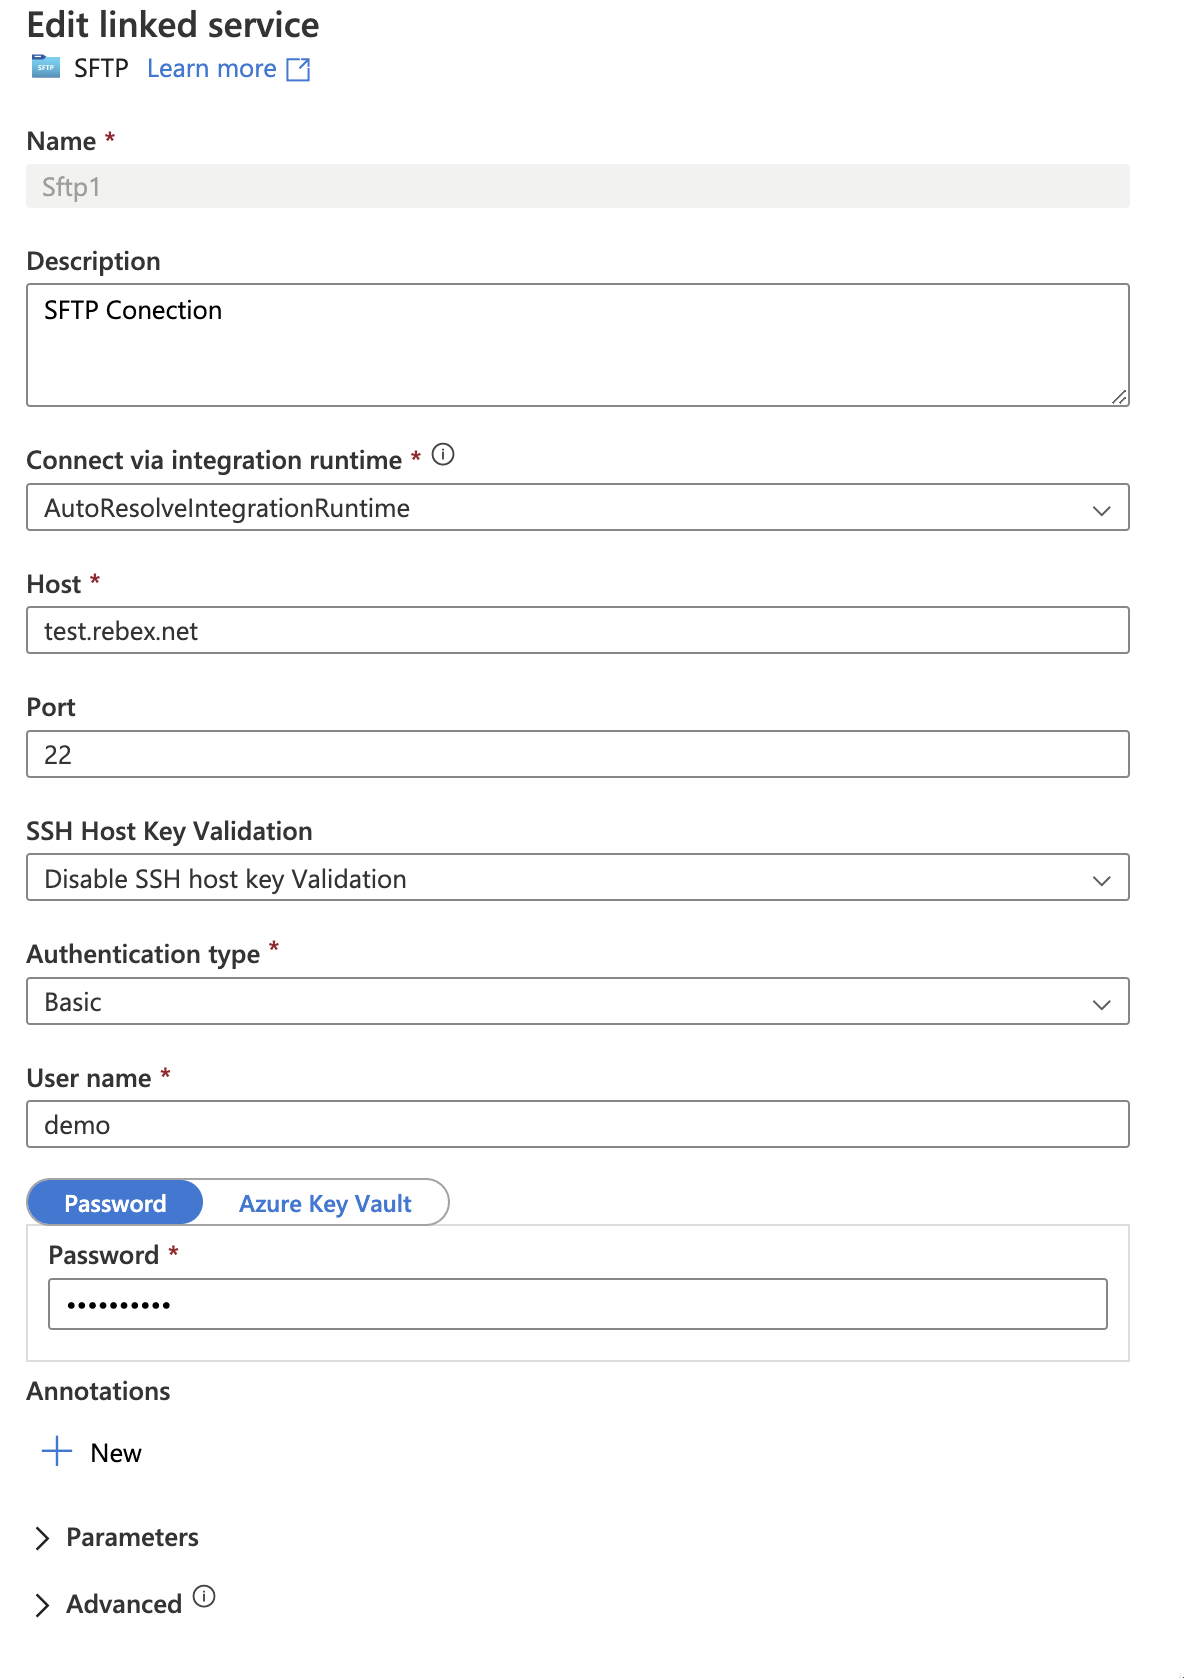 Edit linked service
SFTP
SFTP Learn more
Name *
Sftp1
Description
SFTP Conection
Connect via integration runtime *
AutoResolveIntegrationRuntime
Host *
test.rebex.net
Port
22
SSH Host Key Validation
Disable SSH host key Validation
Authentication type *
Basic
User name *
demo
Password Azure Key Vault
Password *
••••••••••
Annotations
New
Parameters
Advanced